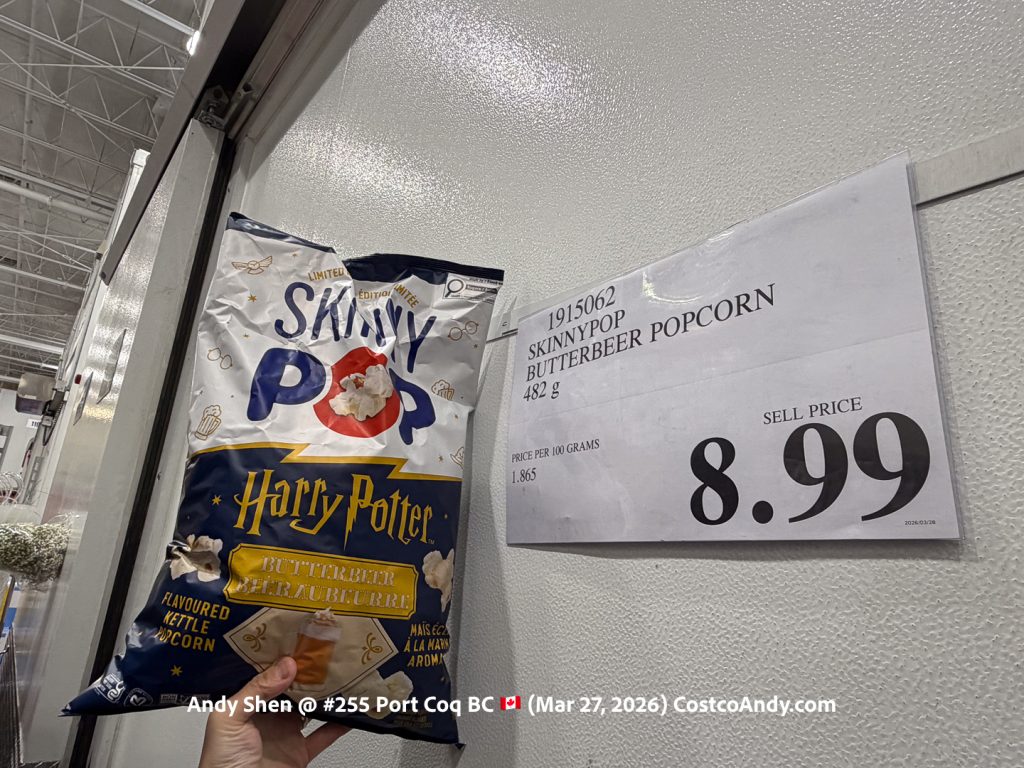 LIMITED
ÉDITION LIMITÉE
SKINNY
POP
Harry Potter
BUTTERBEER
BIÈRAUBEURRE
FLAVOURED
KETTLE
POPCORN
MAÏS
À LA
1915062
SKINNYPOP
BUTTERBEER POPCORN
482 g
SELL PRICE
PRICE PER 100 GRAMS
1.865
8.99
2026/03/26
Andy Shen @ #255 Port Coq BC 🇨🇦 (Mar 27, 2026) CostcoAndy.com